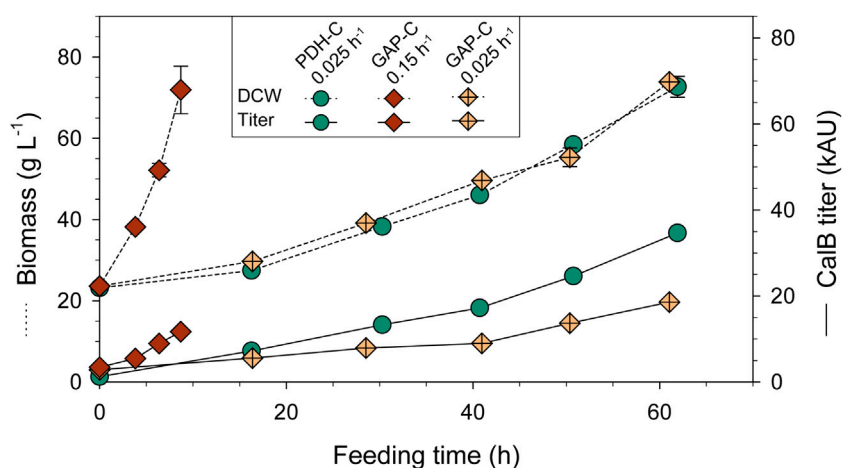 PDH-C
0.025 h⁻¹
GAP-C
0.15 h⁻¹
GAP-C
0.025 h⁻¹
DCW
Titer
80
60
40
20
0
80
60
40
20
0
0
20
40
60
Biomass (g L⁻¹)
CalB titer (kAU)
Feeding time (h)